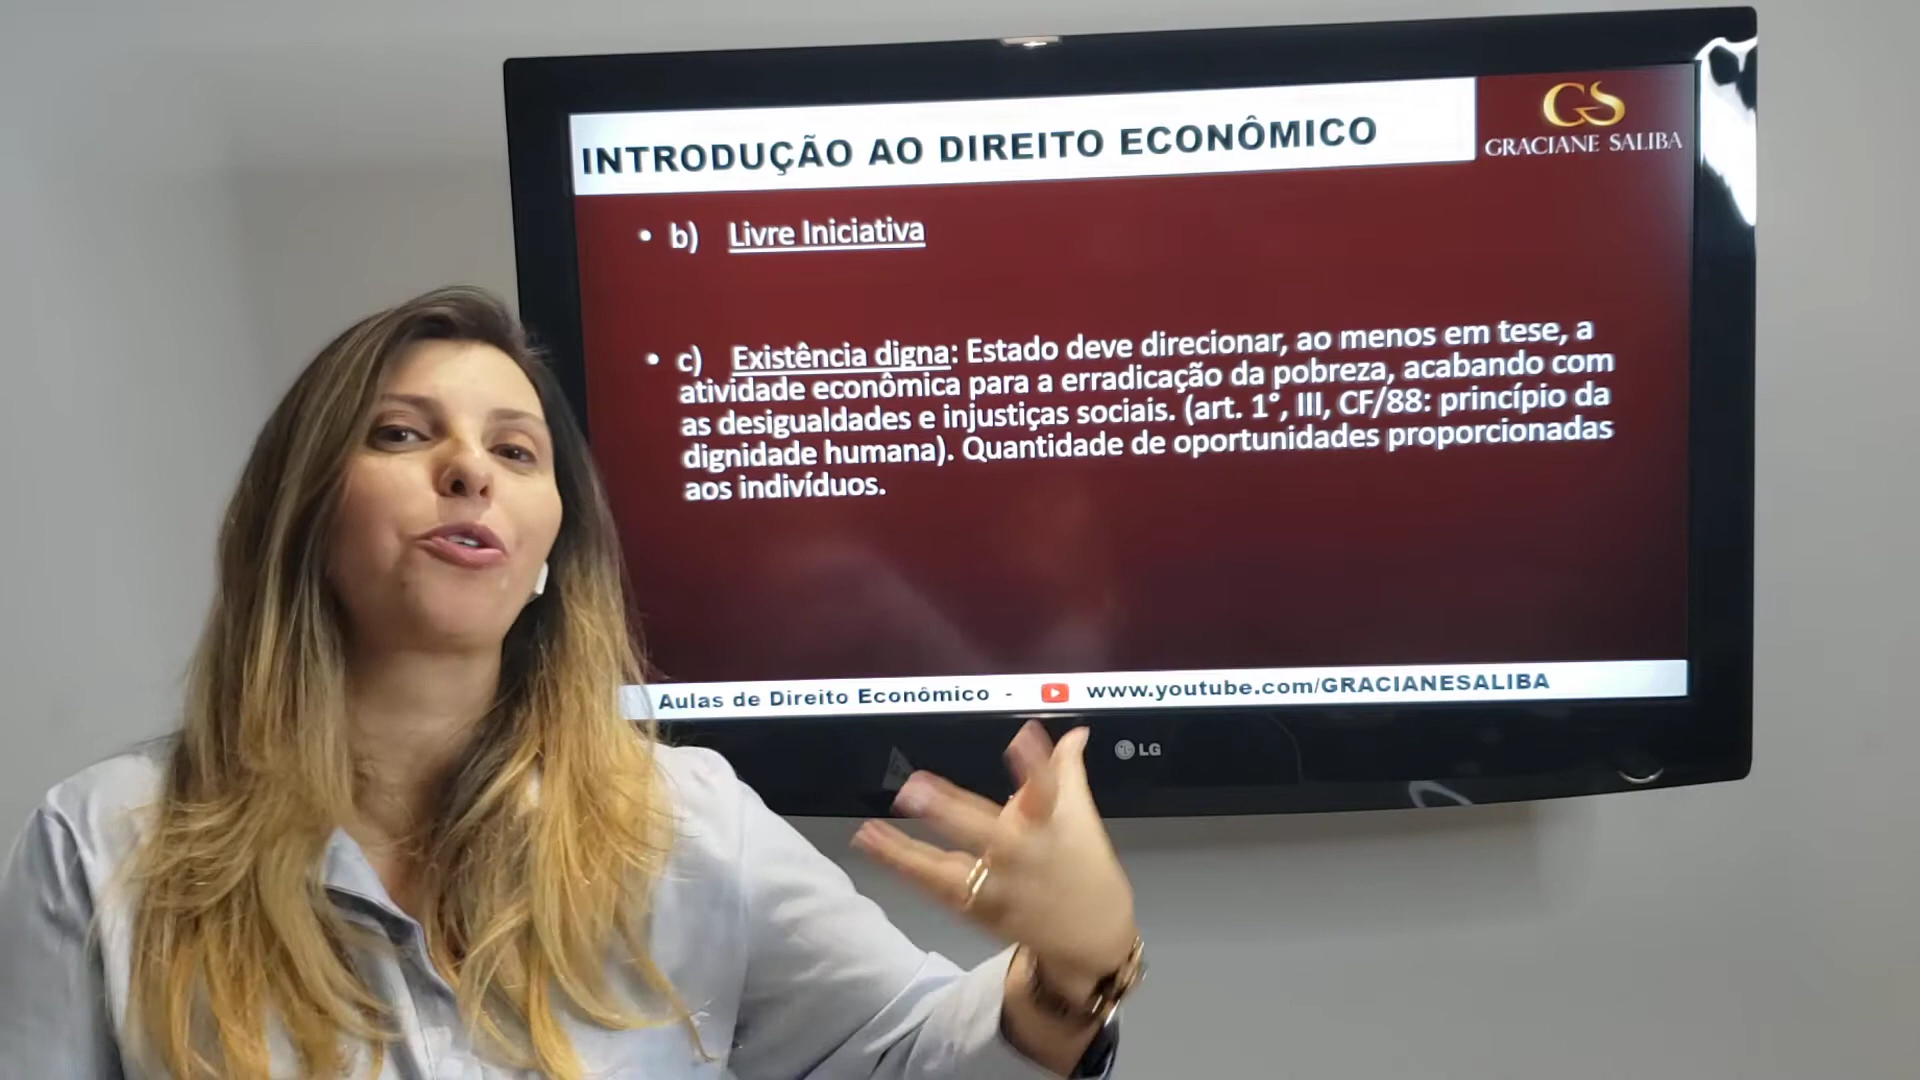 INTRODUÇÃO AO DIREITO ECONÔMICO
GS
GRACIANE SALIBA
• b) Livre Iniciativa
• c) Existência digna: Estado deve direcionar, ao menos em tese, a
atividade econômica para a erradicação da pobreza, acabando com
as desigualdades e injustiças sociais. (art. 1°, III, CF/88: princípio da
dignidade humana). Quantidade de oportunidades proporcionadas
aos indivíduos.
Aulas de Direito Econômico - www.youtube.com/GRACIANESALIBA
LG